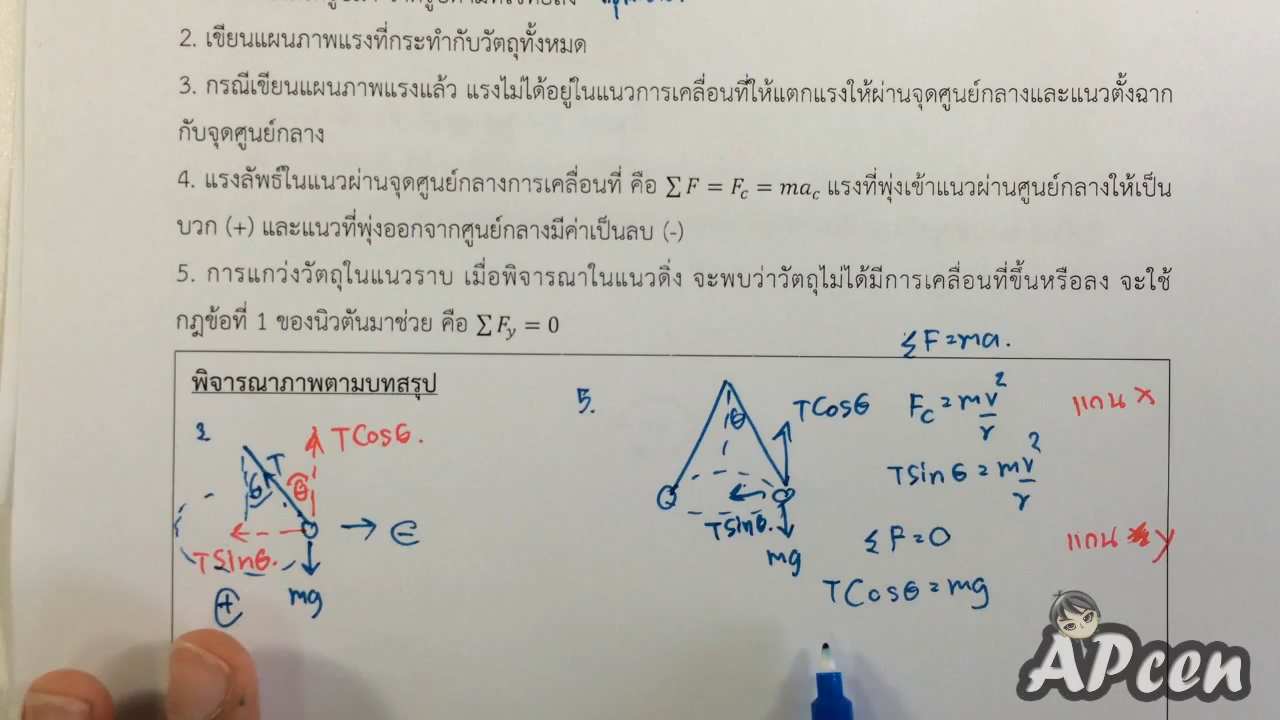 2. เขียนแผนภาพแรงที่กระทำกับวัตถุทั้งหมด
3. กรณีเขียนแผนภาพแรงแล้ว แรงไม่ได้อยู่ในแนวการเคลื่อนที่ให้แตกแรงให้ผ่านจุดศูนย์กลางและแนวตั้งฉาก
กับจุดศูนย์กลาง
4. แรงลัพธ์ในแนวผ่านจุดศูนย์กลางการเคลื่อนที่ คือ ∑F = Fc = mac แรงที่พุ่งเข้าแนวผ่านศูนย์กลางให้เป็น
บวก (+) และแนวที่พุ่งออกจากศูนย์กลางมีค่าเป็นลบ (-)
5. การแกว่งวัตถุในแนวราบ เมื่อพิจารณาในแนวดิ่ง จะพบว่าวัตถุไม่ได้มีการเคลื่อนที่ขึ้นหรือลง จะใช้
กฎข้อที่ 1 ของนิวตันมาช่วย คือ ∑Fy = 0
∑F = ma.
พิจารณาภาพตามบทสรุป
T
θ
θ
TCosθ.
TSinθ.
mg
+
5.
θ
TCosθ
TSinθ.
mg
Fc = mv²/r
แกน x
TSinθ = mv²/r
∑F = 0
แกน y
TCosθ = mg
APcen